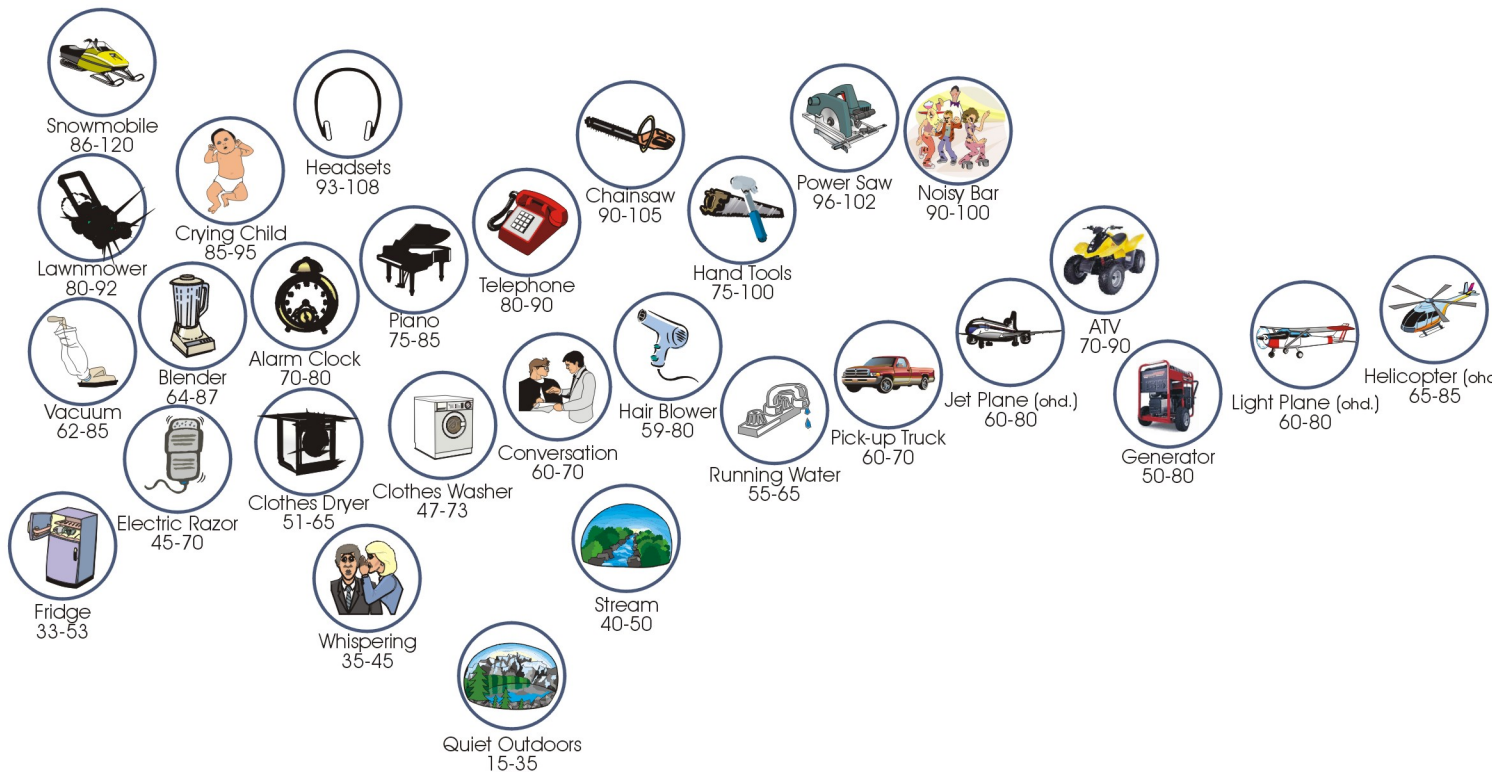 Snowmobile
86-120
Headsets
93-108
Chainsaw
90-105
Power Saw
96-102
Noisy Bar
90-100
Crying Child
85-95
Lawnmower
80-92
Hand Tools
75-100
Telephone
80-90
Piano
75-85
Alarm Clock
70-80
Blender
64-87
Vacuum
62-85
ATV
70-90
Helicopter (ohd
65-85
Jet Plane (ohd.)
60-80
Light Plane (ohd.)
60-80
Hair Blower
59-80
Pick-up Truck
60-70
Conversation
60-70
Generator
50-80
Running Water
55-65
Clothes Washer
47-73
Clothes Dryer
51-65
Electric Razor
45-70
Fridge
33-53
Stream
40-50
Whispering
35-45
Quiet Outdoors
15-35